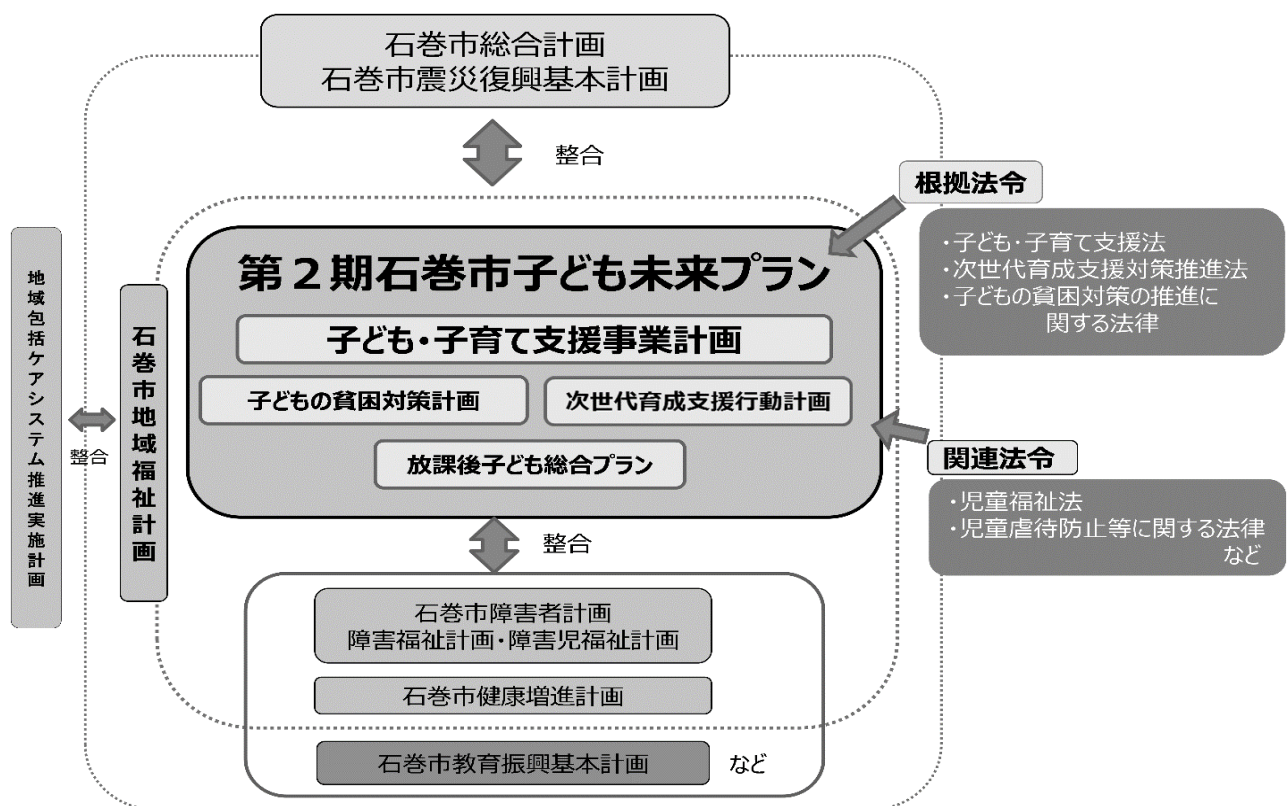 石巻市総合計画
石巻市震災復興基本計画
整合
根拠法令
・子ども・子育て支援法
・次世代育成支援対策推進法
・子どもの貧困対策の推進に
関する法律
第２期石巻市子ども未来プラン
子ども・子育て支援事業計画
子どもの貧困対策計画
次世代育成支援行動計画
放課後子ども総合プラン
地域包括ケアシステム推進実施計画
整合
石巻市地域福祉計画
関連法令
・児童福祉法
・児童虐待防止等に関する法律
など
整合
石巻市障害者計画
障害福祉計画・障害児福祉計画
石巻市健康増進計画
石巻市教育振興基本計画
など